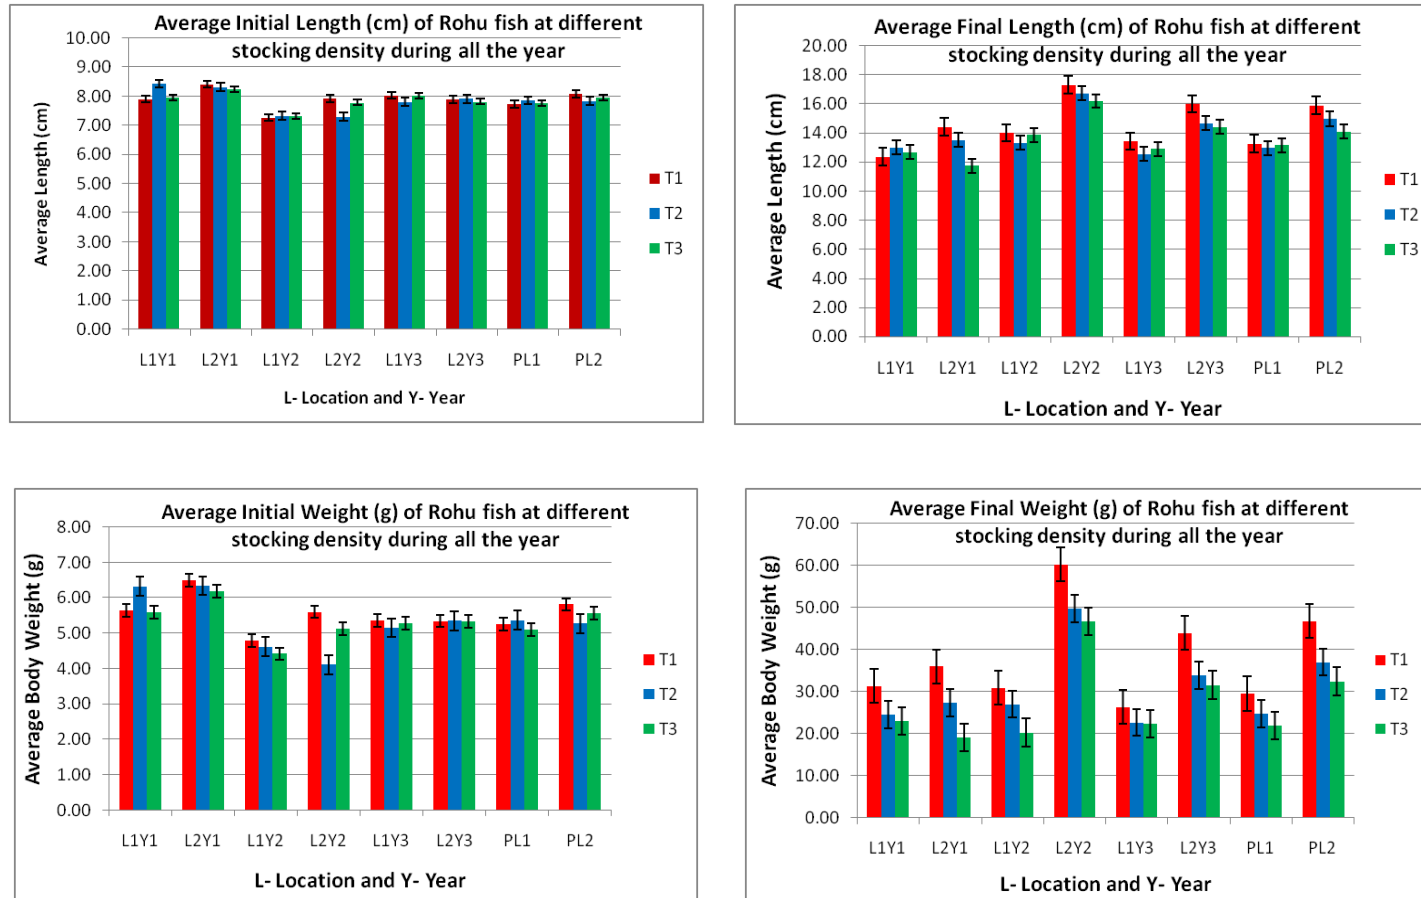 Average Initial Length (cm) of Rohu fish at different
stocking density during all the year
10.00
9.00
8.00
7.00
6.00
5.00
4.00
3.00
2.00
1.00
0.00
Average Length (cm)
L1Y1 L2Y1 L1Y2 L2Y2 L1Y3 L2Y3 PL1 PL2
L- Location and Y- Year
T1
T2
T3
Average Final Length (cm) of Rohu fish at different
stocking density during all the year
20.00
18.00
16.00
14.00
12.00
10.00
8.00
6.00
4.00
2.00
0.00
Average Length (cm)
L1Y1 L2Y1 L1Y2 L2Y2 L1Y3 L2Y3 PL1 PL2
L- Location and Y- Year
T1
T2
T3
Average Initial Weight (g) of Rohu fish at different
stocking density during all the year
8.00
7.00
6.00
5.00
4.00
3.00
2.00
1.00
0.00
Average Body Weight (g)
L1Y1 L2Y1 L1Y2 L2Y2 L1Y3 L2Y3 PL1 PL2
L- Location and Y- Year
T1
T2
T3
Average Final Weight (g) of Rohu fish at different
stocking density during all the year
70.00
60.00
50.00
40.00
30.00
20.00
10.00
0.00
Average Body Weight (g)
L1Y1 L2Y1 L1Y2 L2Y2 L1Y3 L2Y3 PL1 PL2
L- Location and Y- Year
T1
T2
T3